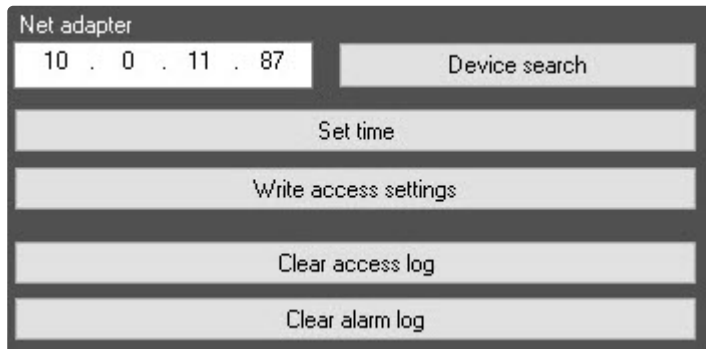 Net adapter
10 . 0 . 11 . 87 Device search
Set time
Write access settings
Clear access log
Clear alarm log